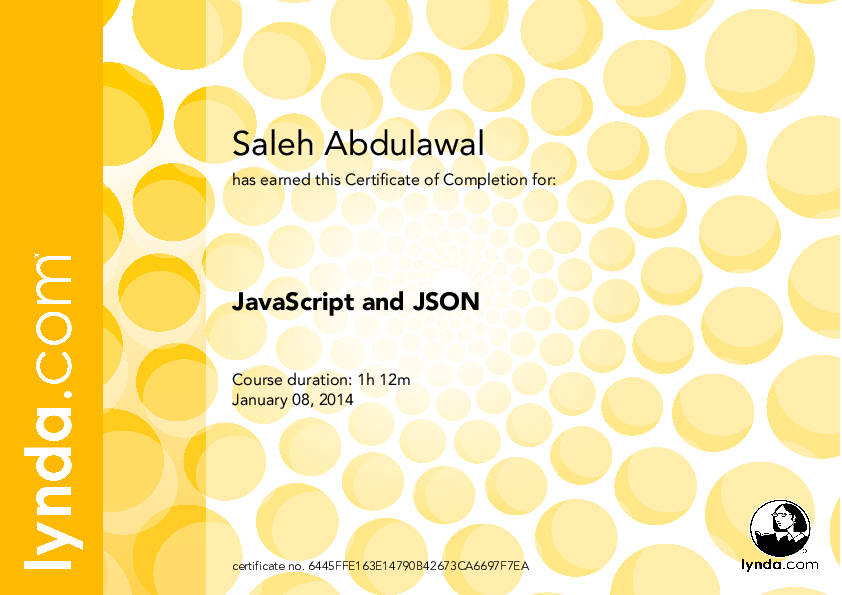 lynda.com
Saleh Abdulawal
has earned this Certificate of Completion for:
JavaScript and JSON
Course duration: 1h 12m
January 08, 2014
certificate no. 6445FFE163E14790B42673CA6697F7EA
lynda.com